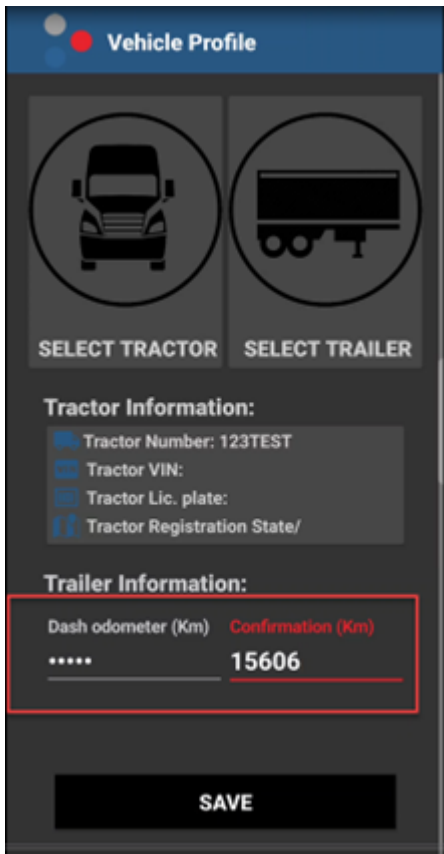 Vehicle Profile
SELECT TRACTOR
SELECT TRAILER
Tractor Information:
Tractor Number: 123TEST
Tractor VIN:
Tractor Lic. plate:
Tractor Registration State/
Trailer Information:
Dash odometer (Km) Confirmation (Km)
••••• 15606
SAVE